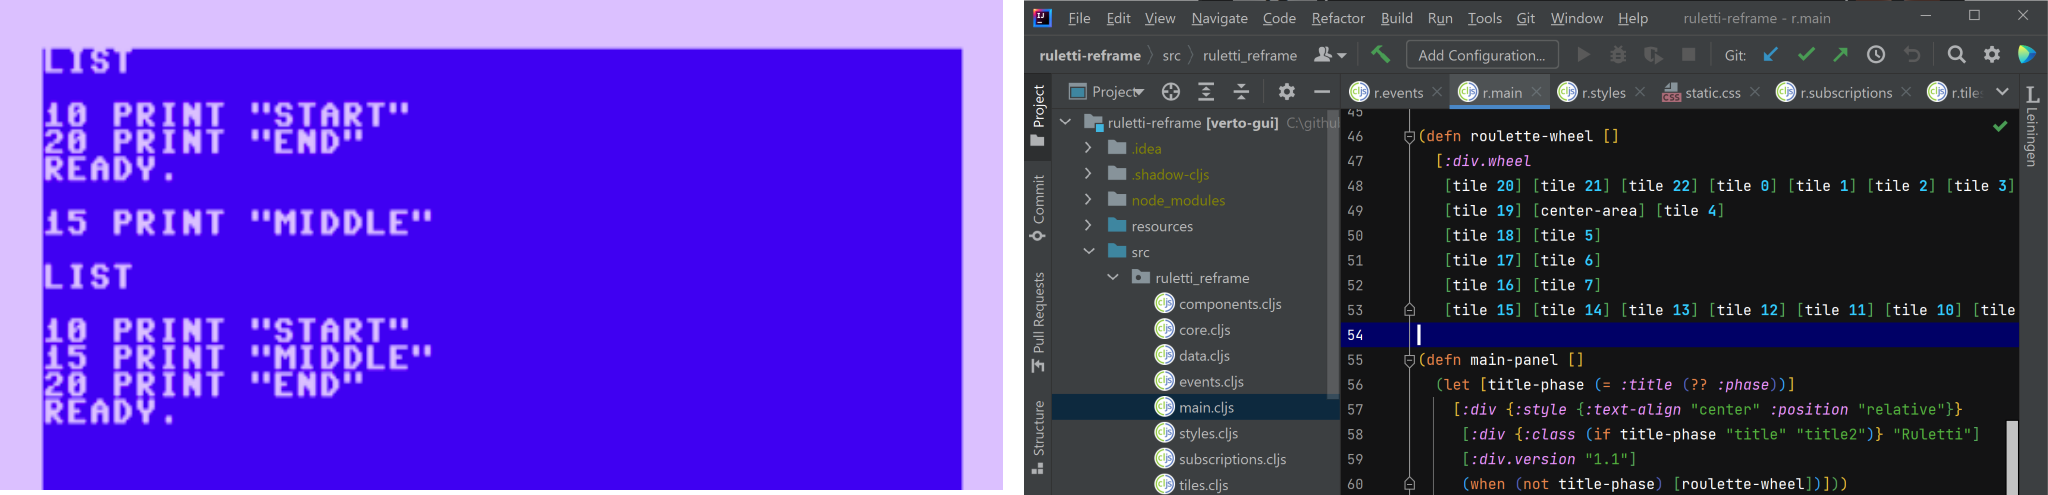 LIST
10 PRINT "START"
20 PRINT "END"
READY.
15 PRINT "MIDDLE"
LIST
10 PRINT "START"
15 PRINT "MIDDLE"
20 PRINT "END"
READY.
IJ File Edit View Navigate Code Refactor Build Run Tools Git Window Help ruletti-reframe - r.main
ruletti-reframe src ruletti_reframe Add Configuration... Git:
Project r.events r.main r.styles static.css r.subscriptions r.tile
Project
Commit
Pull Requests
Structure
ruletti-reframe [verto-gui] C:\github
.idea
.shadow-cljs
node_modules
resources
src
ruletti_reframe
components.cljs
core.cljs
data.cljs
events.cljs
main.cljs
styles.cljs
subscriptions.cljs
tiles.cljs
45
46 (defn roulette-wheel []
47 [:div.wheel
48 [tile 20] [tile 21] [tile 22] [tile 0] [tile 1] [tile 2] [tile 3]
49 [tile 19] [center-area] [tile 4]
50 [tile 18] [tile 5]
51 [tile 17] [tile 6]
52 [tile 16] [tile 7]
53 [tile 15] [tile 14] [tile 13] [tile 12] [tile 11] [tile 10] [tile
54
55 (defn main-panel []
56 (let [title-phase (= :title (?? :phase))]
57 [:div {:style {:text-align "center" :position "relative"}}
58 [:div {:class (if title-phase "title" "title2")} "Ruletti"]
59 [:div.version "1.1"]
60 (when (not title-phase) [roulette-wheel])]))
Leiningen